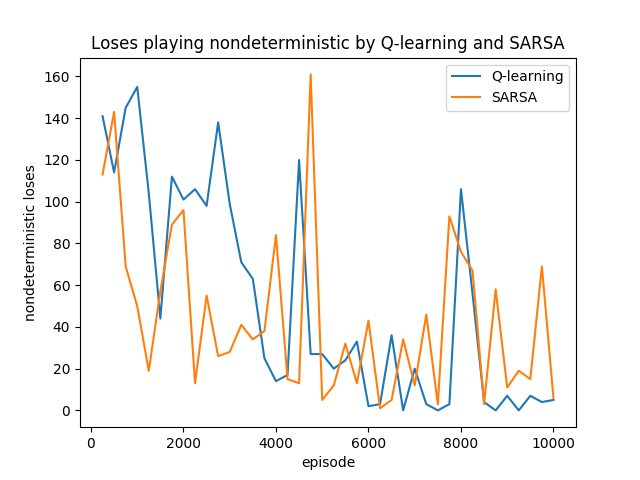 Loses playing nondeterministic by Q-learning and SARSA
Q-learning
SARSA
nondeterministic loses
160
140
120
100
80
60
40
20
0
0 2000 4000 6000 8000 10000
episode